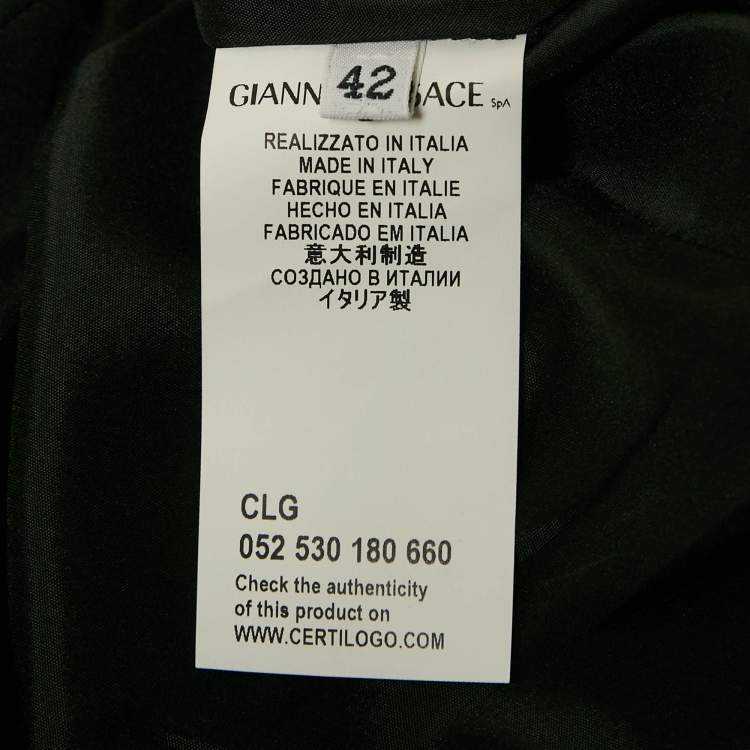 42
GIANN ACE SpA
REALIZZATO IN ITALIA
MADE IN ITALY
FABRIQUE EN ITALIE
HECHO EN ITALIA
FABRICADO EM ITALIA
意大利制造
СОЗДАНО В ИТАЛИИ
イタリア製
CLG
052 530 180 660
Check the authenticity
of this product on
WWW.CERTILOGO.COM